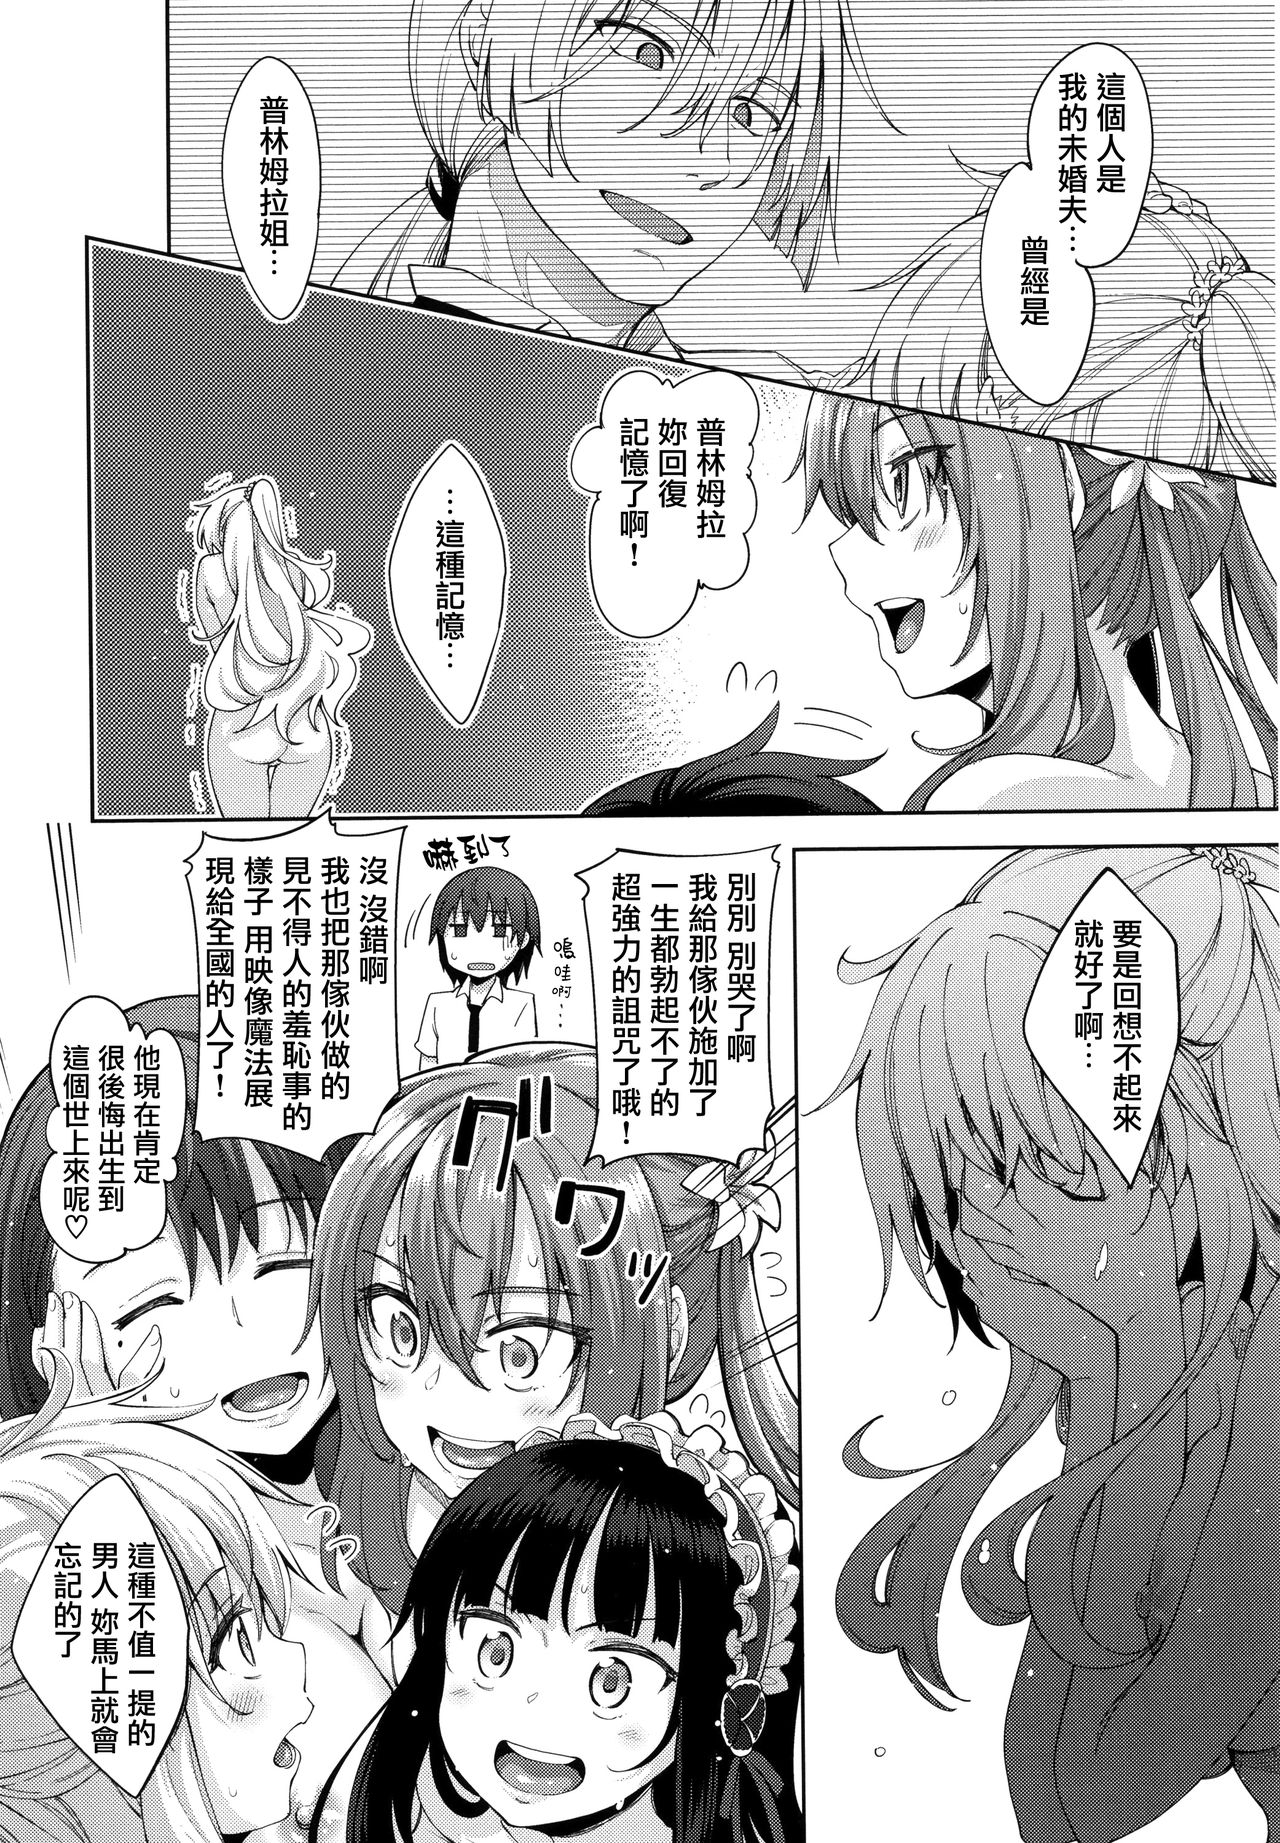 這個人是
我的未婚夫…
曾經是
普林姆拉姐…
普林姆拉
妳回復
記憶了啊！
…這種記憶…
要是回想不起來
就好了啊…
別別 別哭了啊
我給那傢伙施加了
一生都勃起不了的
超強力的詛咒了哦！
嚇到了
嗚哇啊…
沒 沒錯啊
我也把那傢伙做的
見不得人的羞恥事的
樣子 用映像魔法展
現給全國的人了！
グワッ
他現在肯定
很後悔出生到
這個世上來呢♡
這種不值一提的
男人 妳馬上就會
忘記的了